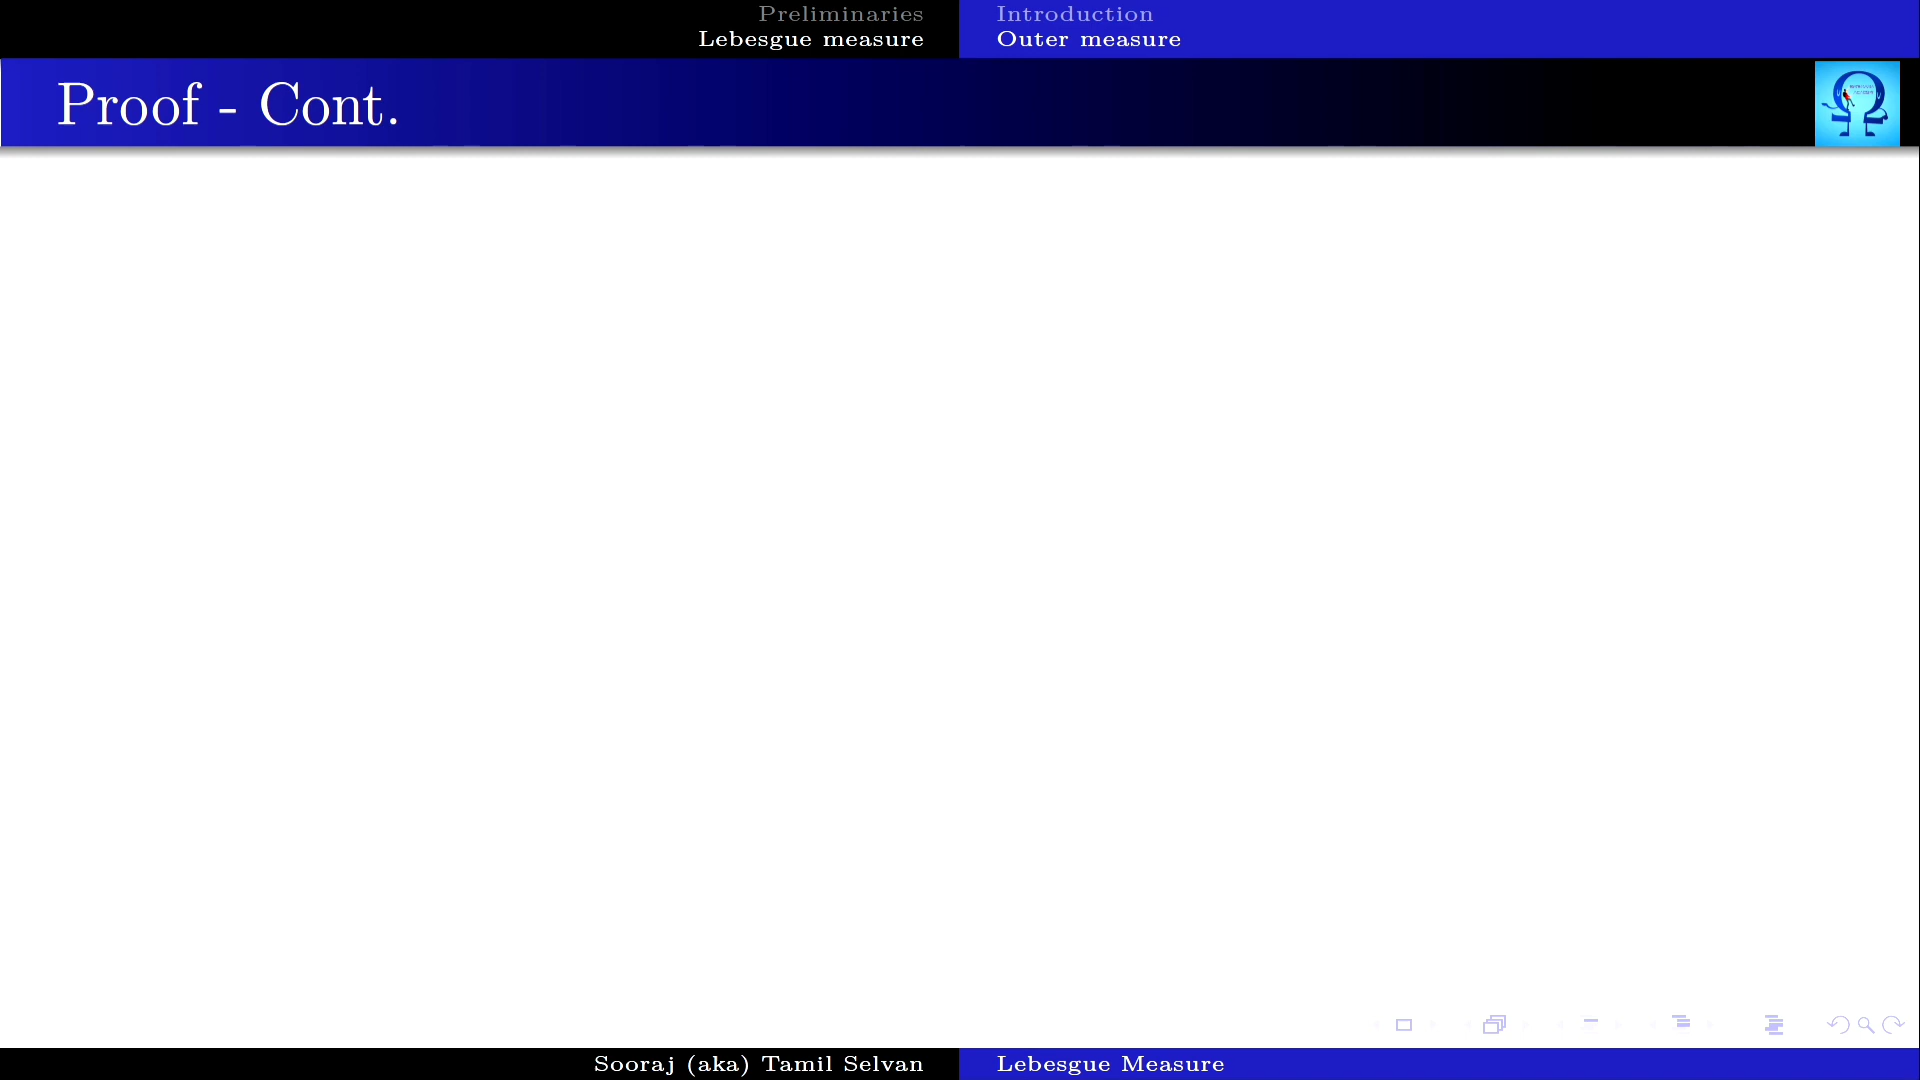 Preliminaries
Lebesgue measure
Introduction
Outer measure
Proof - Cont.
Sooraj (aka) Tamil Selvan
Lebesgue Measure